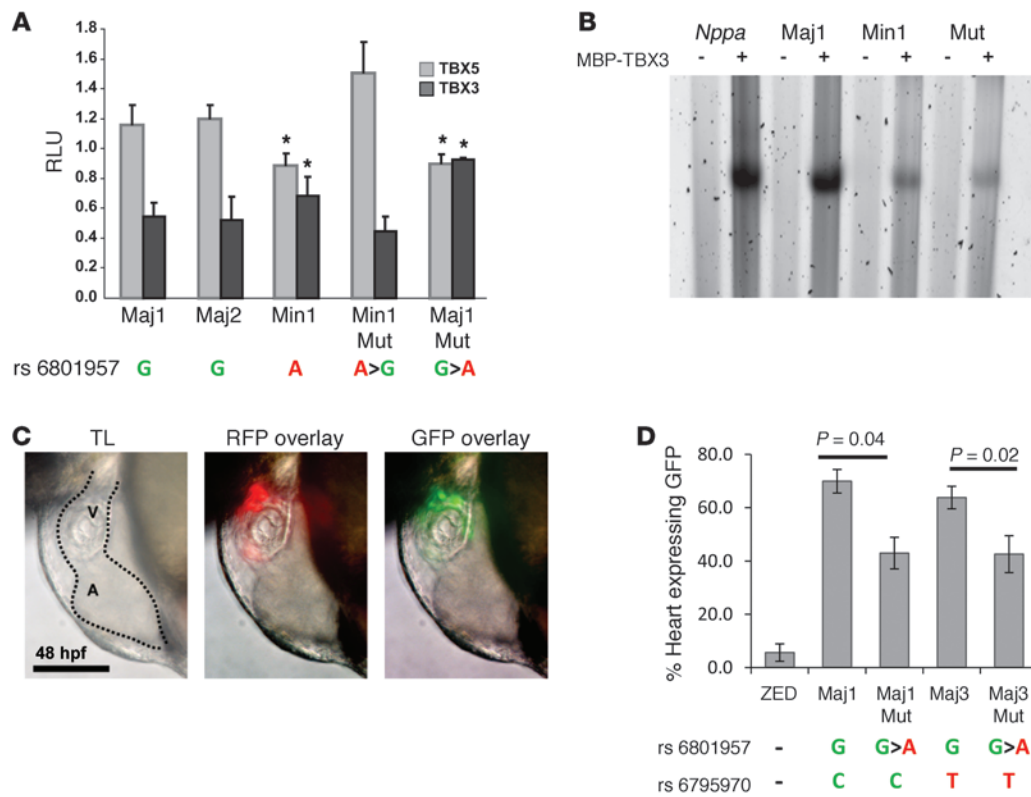 A
1.8
1.6
1.4
1.2
1.0
0.8
0.6
0.4
0.2
0.0
RLU
TBX5
TBX3
* * * *
Maj1 Maj2 Min1 Min1 Mut Maj1 Mut
rs 6801957 G G A A>G G>A
B
Nppa Maj1 Min1 Mut
MBP-TBX3 - + - + - + - +
C
TL RFP overlay GFP overlay
V
A
48 hpf
D
% Heart expressing GFP
80.0
60.0
40.0
20.0
0.0
P = 0.04
P = 0.02
ZED Maj1 Maj1 Mut Maj3 Maj3 Mut
rs 6801957 - G G>A G G>A
rs 6795970 - C C T T